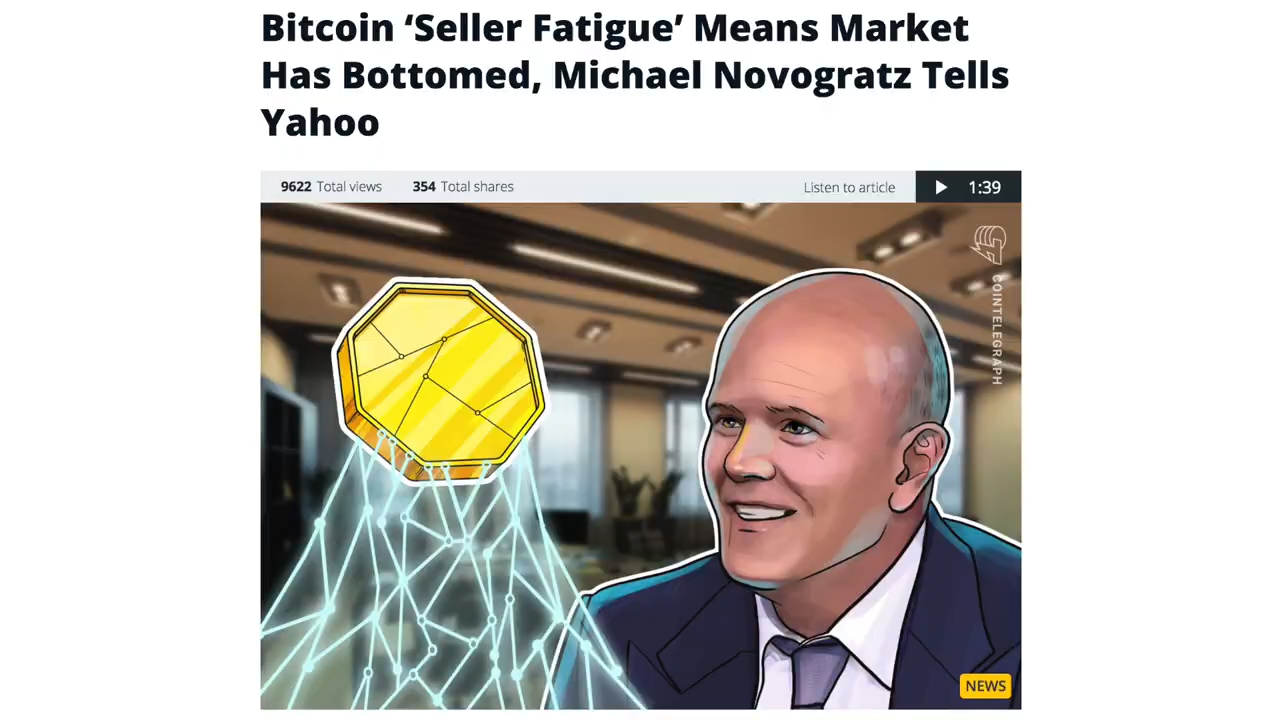 Bitcoin ‘Seller Fatigue’ Means Market
Has Bottomed, Michael Novogratz Tells
Yahoo
9622 Total views 354 Total shares Listen to article 1:39
COINTELEGRAPH
NEWS